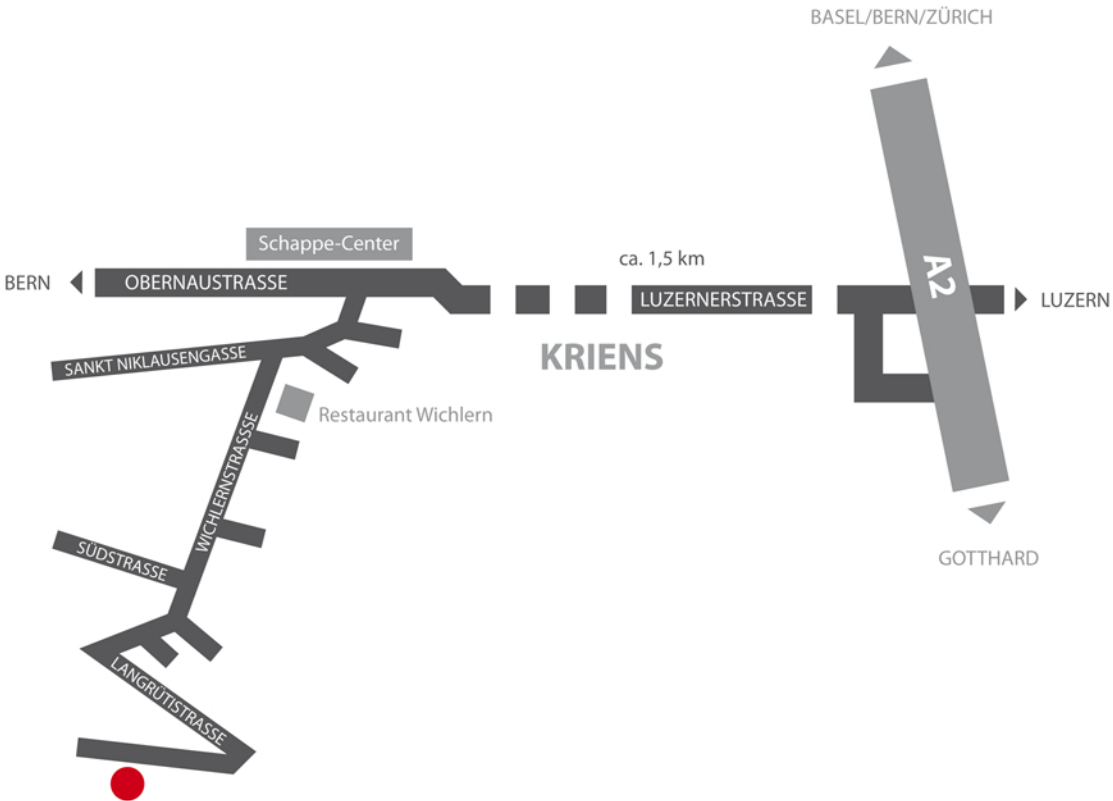 BASEL/BERN/ZÜRICH
Schappe-Center
ca. 1,5 km
A2
BERN
OBERNAUSTRASSE
LUZERNERSTRASSE
LUZERN
SANKT NIKLAUSENGASSE
KRIENS
Restaurant Wichlern
WICHLERNSTRASSSE
SÜDSTRASSE
GOTTHARD
LANGRÜTISTRASSE